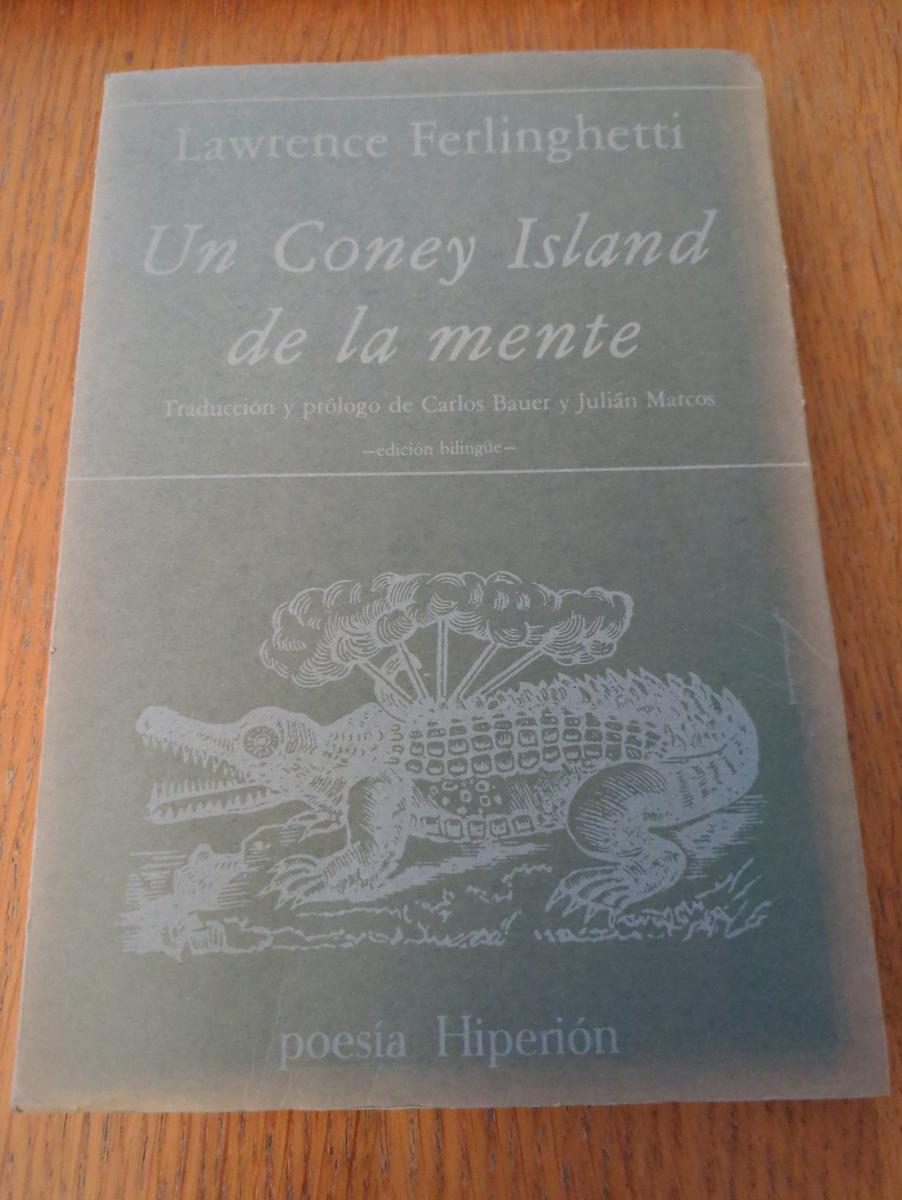 Lawrence Ferlinghetti
Un Coney Island
de la mente
Traducción y prólogo de Carlos Bauer y Julián Marcos
—edición bilingüe—
poesía Hiperión